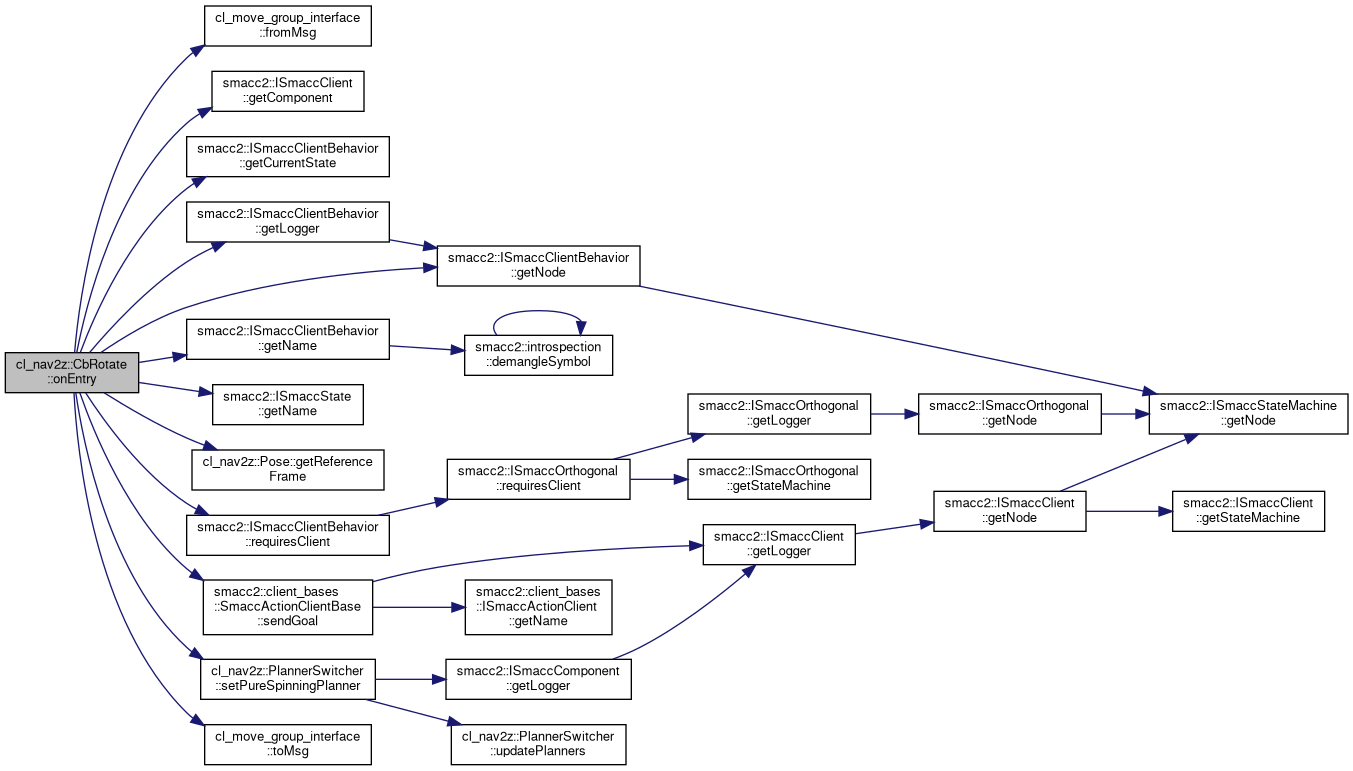 cl_move_group_interface
::fromMsg
smacc2::ISmaccClient
::getComponent
smacc2::ISmaccClientBehavior
::getCurrentState
smacc2::ISmaccClientBehavior
::getLogger
smacc2::ISmaccClientBehavior
::getNode
smacc2::ISmaccClientBehavior
::getName
smacc2::introspection
::demangleSymbol
cl_nav2z::CbRotate
::onEntry
smacc2::ISmaccState
::getName
smacc2::ISmaccOrthogonal
::getLogger
smacc2::ISmaccOrthogonal
::getNode
smacc2::ISmaccStateMachine
::getNode
cl_nav2z::Pose::getReference
Frame
smacc2::ISmaccOrthogonal
::requiresClient
smacc2::ISmaccOrthogonal
::getStateMachine
smacc2::ISmaccClientBehavior
::requiresClient
smacc2::ISmaccClient
::getLogger
smacc2::ISmaccClient
::getNode
smacc2::ISmaccClient
::getStateMachine
smacc2::client_bases
::SmaccActionClientBase
::sendGoal
smacc2::client_bases
::ISmaccActionClient
::getName
cl_nav2z::PlannerSwitcher
::setPureSpinningPlanner
smacc2::ISmaccComponent
::getLogger
cl_move_group_interface
::toMsg
cl_nav2z::PlannerSwitcher
::updatePlanners